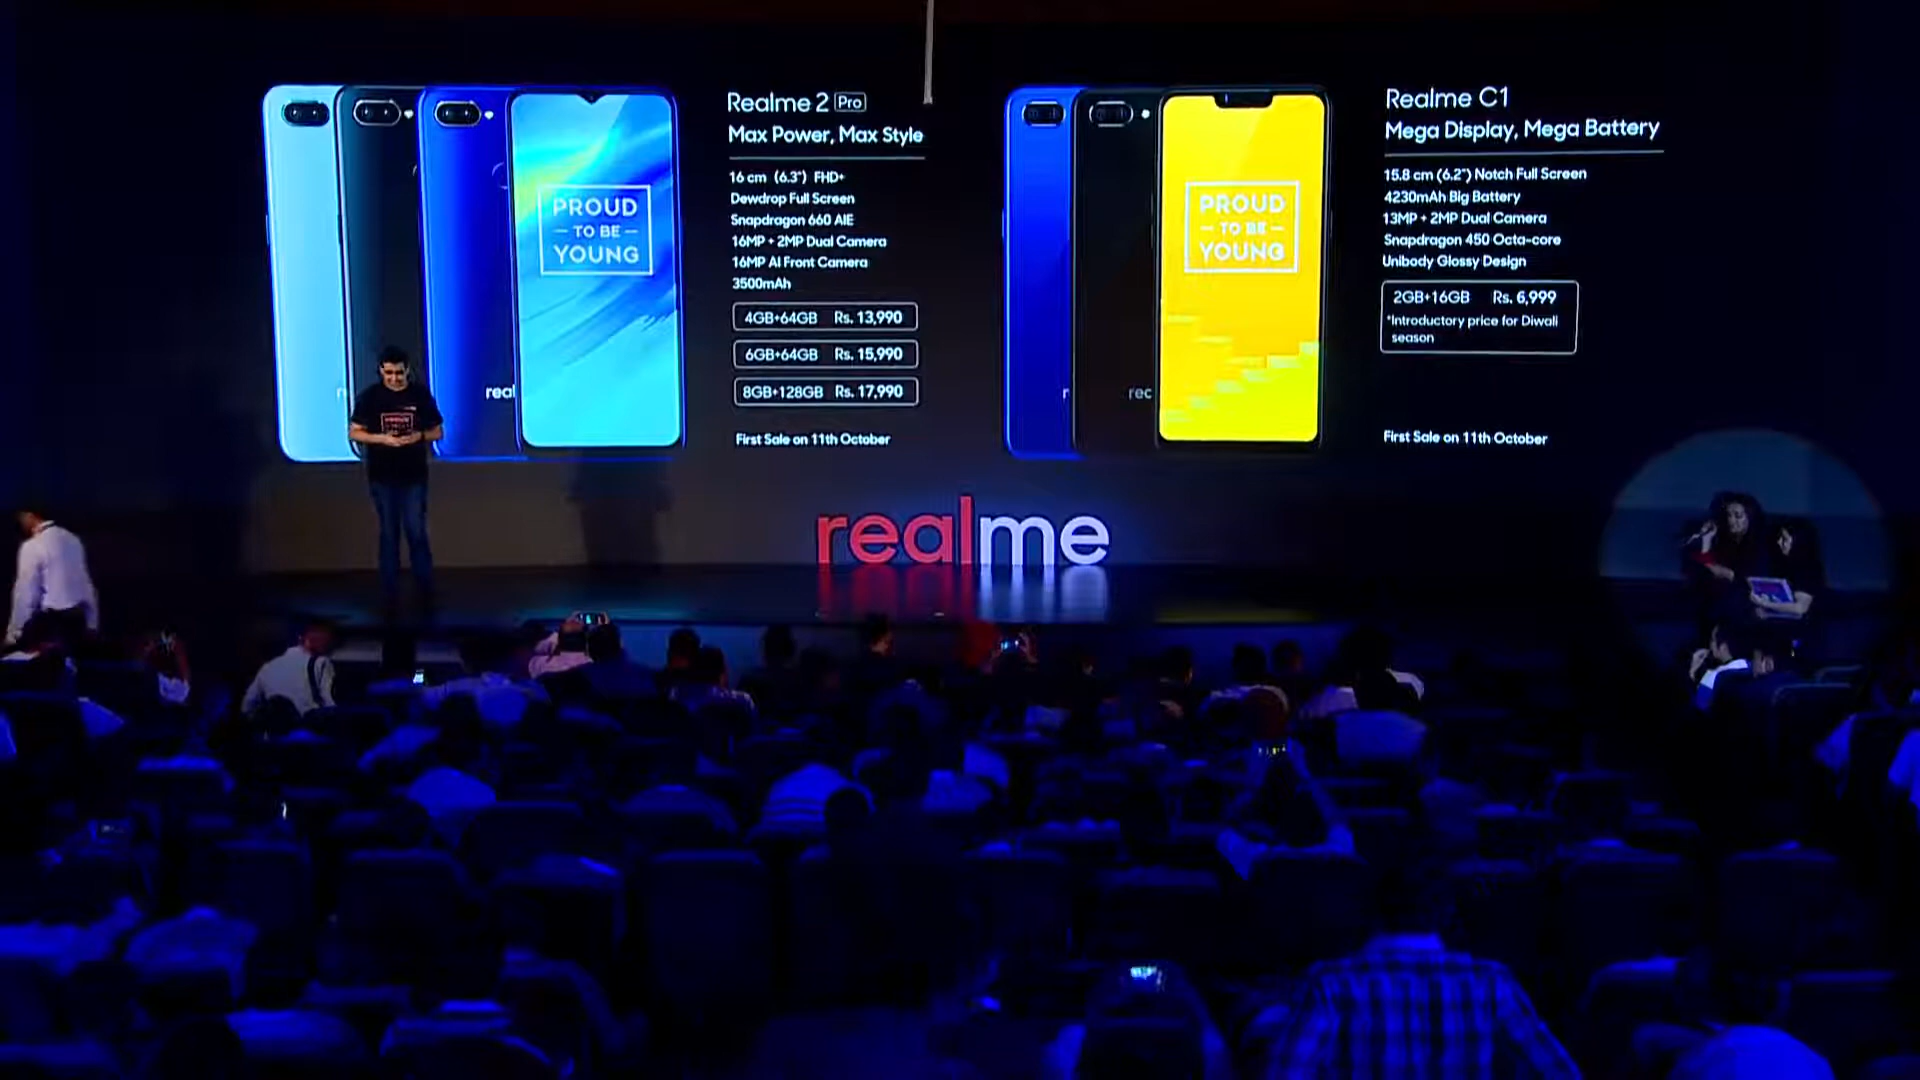 Realme 2 Pro
Max Power, Max Style
16 cm (6.3") FHD+
Dewdrop Full Screen
Snapdragon 660 AIE
16MP + 2MP Dual Camera
16MP AI Front Camera
3500mAh
4GB+64GB Rs. 13,990
6GB+64GB Rs. 15,990
8GB+128GB Rs. 17,990
First Sale on 11th October
PROUD
TO BE
YOUNG
real
Realme C1
Mega Display, Mega Battery
15.8 cm (6.2") Notch Full Screen
4230mAh Big Battery
13MP + 2MP Dual Camera
Snapdragon 450 Octa-core
Unibody Glossy Design
2GB+16GB Rs. 6,999
*Introductory price for Diwali
season
First Sale on 11th October
PROUD
TO BE
YOUNG
realme